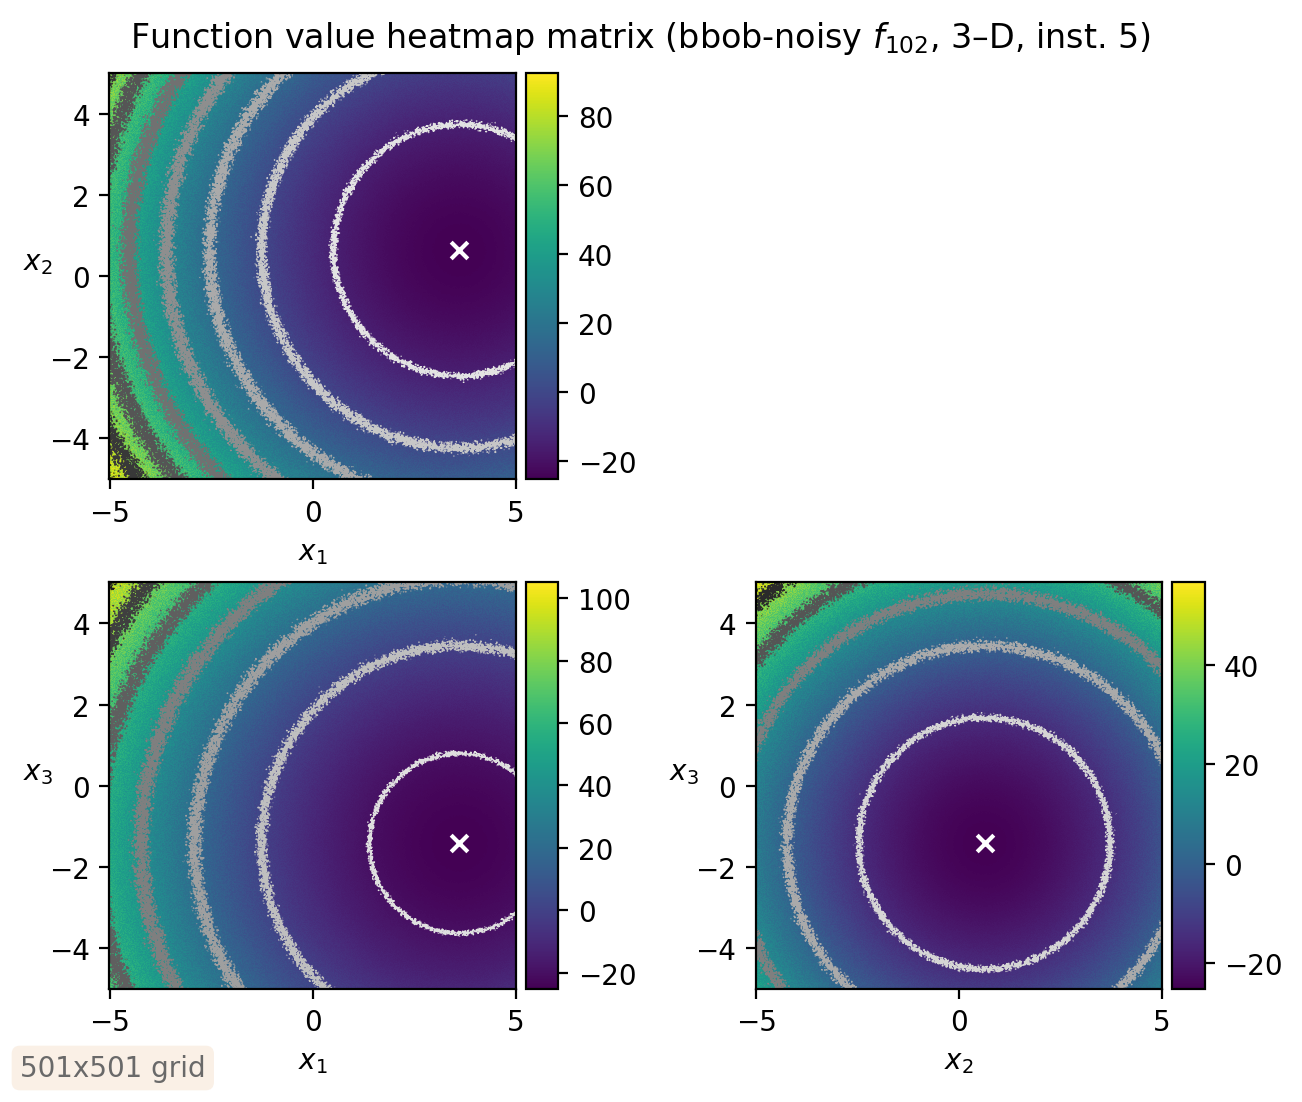 Function value heatmap matrix (bbob-noisy f₁₀₂, 3–D, inst. 5)
4
2
0
−2
−4
x₂
−5 0 5
x₁
80
60
40
20
0
−20
4
2
0
−2
−4
x₃
−5 0 5
x₁
100
80
60
40
20
0
−20
4
2
0
−2
−4
x₃
−5 0 5
x₂
40
20
0
−20
501x501 grid